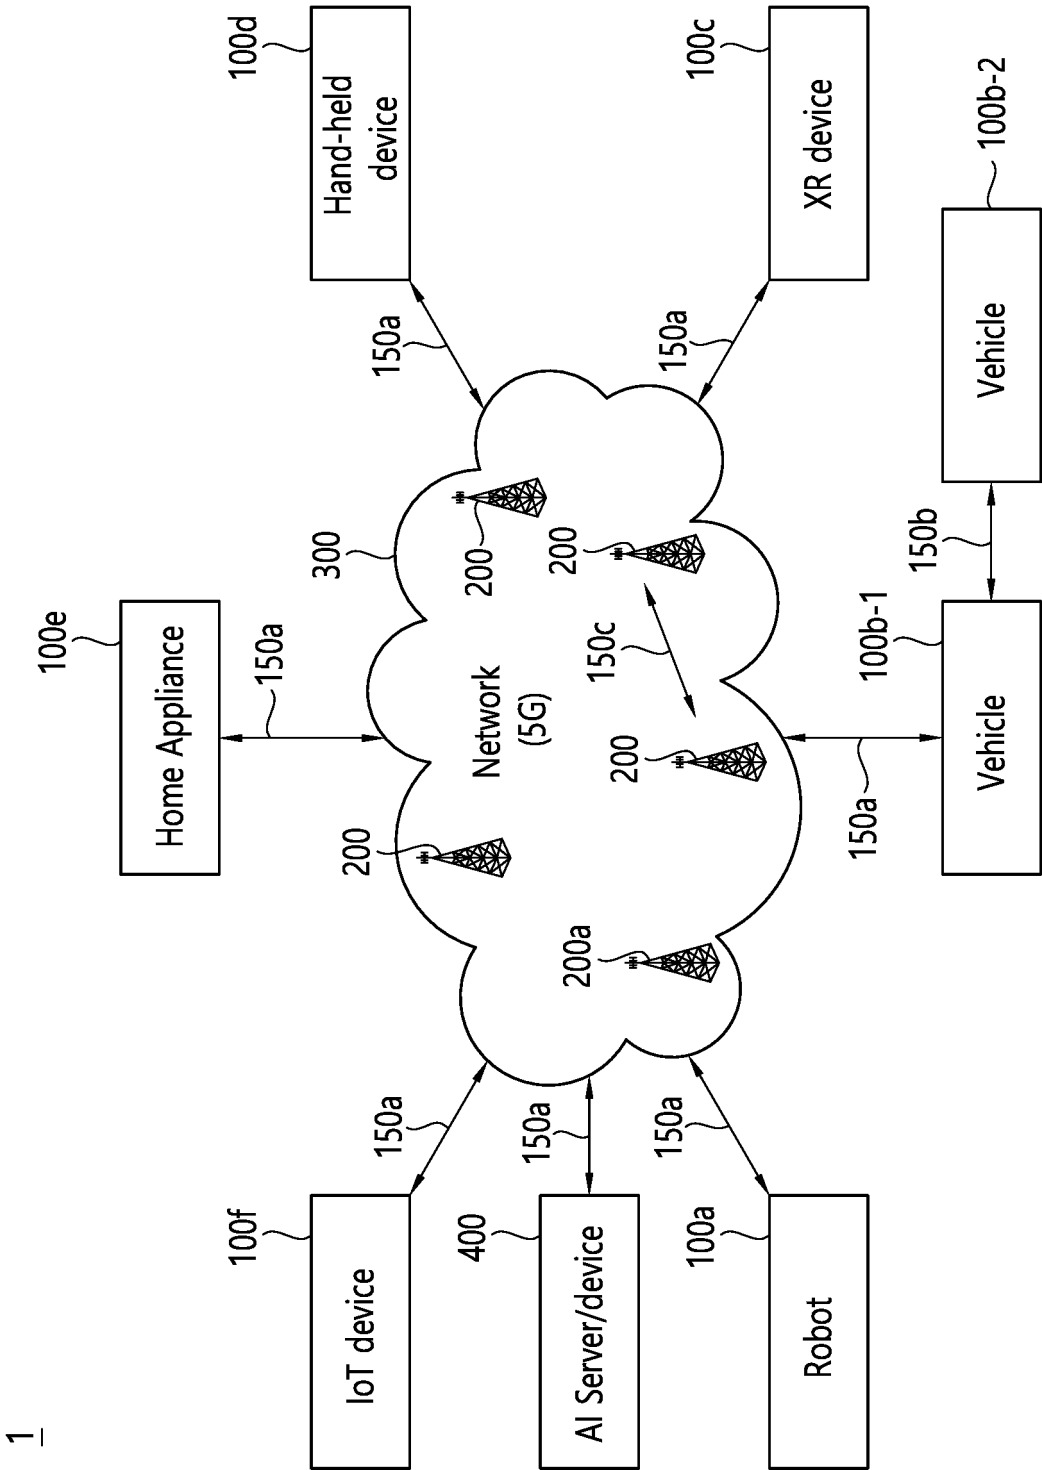 1
100e
Home Appliance
150a
300
100f
IoT device
150a
100d
Hand-held
device
150a
200
200
Network
(5G)
400
AI Server/device
150a
200a
200
150c
200
100a
Robot
150a
100c
XR device
150a
150a
100b-1
Vehicle
150b
100b-2
Vehicle